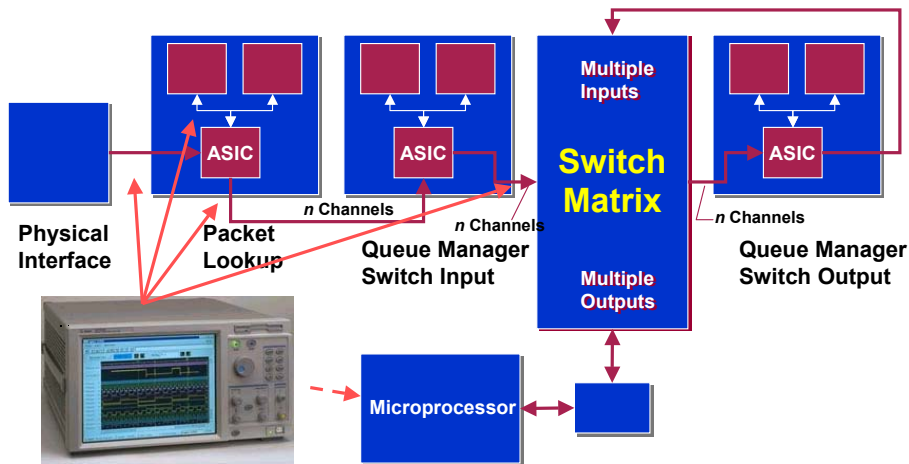 Multiple
Inputs
ASIC
ASIC
ASIC
Switch
Matrix
n Channels
n Channels
Physical
Interface
Packet
Lookup
Queue Manager
Switch Input
Queue Manager
Switch Output
Multiple
Outputs
Microprocessor